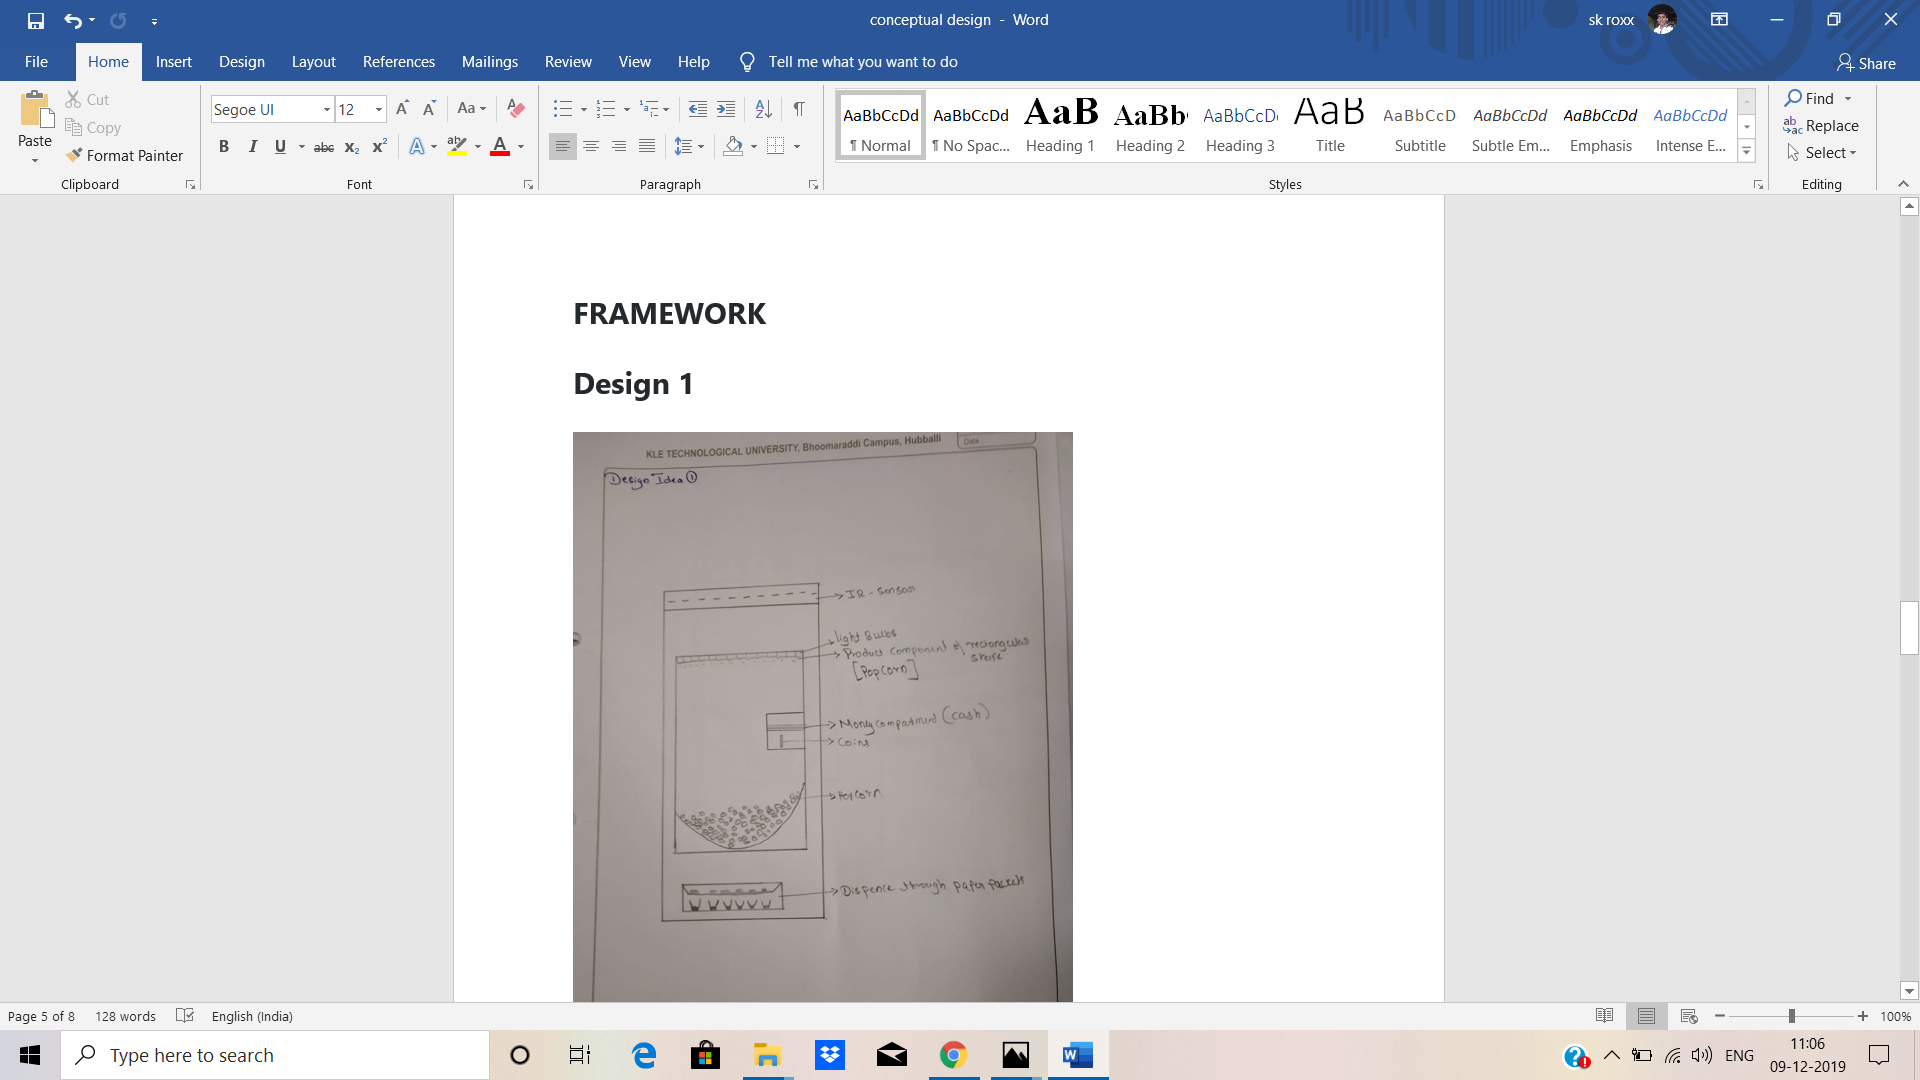 conceptual design - Word
sk roxx
File Home Insert Design Layout References Mailings Review View Help Tell me what you want to do
Share
Paste
Cut
Copy
Format Painter
Clipboard
Segoe UI 12
Font
Paragraph
AaBbCcDd AaBbCcDd AaB AaBb AaBbCcD AaB AaBbCcD AaBbCcDd AaBbCcDd AaBbCcDd
¶ Normal ¶ No Spac... Heading 1 Heading 2 Heading 3 Title Subtitle Subtle Em... Emphasis Intense E...
Styles
Find
Replace
Select
Editing
FRAMEWORK
Design 1
KLE TECHNOLOGICAL UNIVERSITY, Bhoomaraddi Campus, Hubballi
Date
Design Idea ①
IR - Sensor
light Bulbs
Product component of rectangular
[PopCorn]
Money compartment (cash)
Coins
Popcorn
Dispence through paper
Page 5 of 8 128 words English (India)
100%
Type here to search
ENG
11:06
09-12-2019